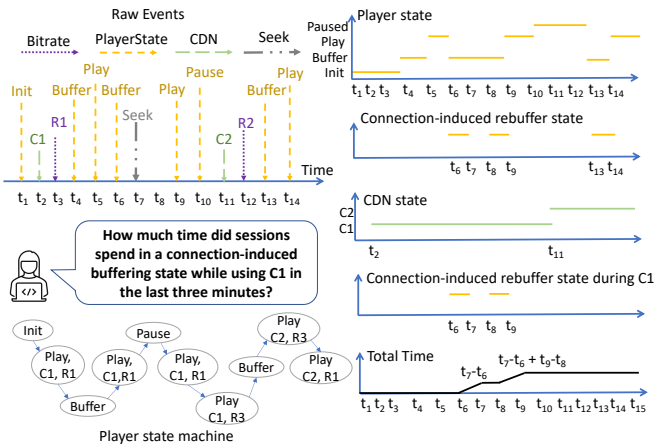 Raw Events
Bitrate
PlayerState
CDN
Seek
Init
C1
R1
Buffer
Play
Buffer
Seek
Play
Pause
C2
R2
Buffer
Play
Time
t1 t2 t3 t4 t5 t6 t7 t8 t9 t10 t11 t12 t13 t14
How much time did sessions
spend in a connection-induced
buffering state while using C1 in
the last three minutes?
Init
Play,
C1, R1
Buffer
Play,
C1,R1
Pause
Play,
C1, R1
Play
C1, R3
Buffer
Play
C2, R3
Play
C2, R1
Player state machine
Player state
Paused
Play
Buffer
Init
t1 t2 t3 t4 t5 t6 t7 t8 t9 t10 t11 t12 t13 t14
Connection-induced rebuffer state
t6 t7 t8 t9 t13 t14
CDN state
C2
C1
t2 t11
Connection-induced rebuffer state during C1
t6 t7 t8 t9
Total Time
t7-t6
t7-t6 + t9-t8
t1 t2 t3 t4 t5 t6 t7 t8 t9 t10 t11 t12 t13 t14 t15